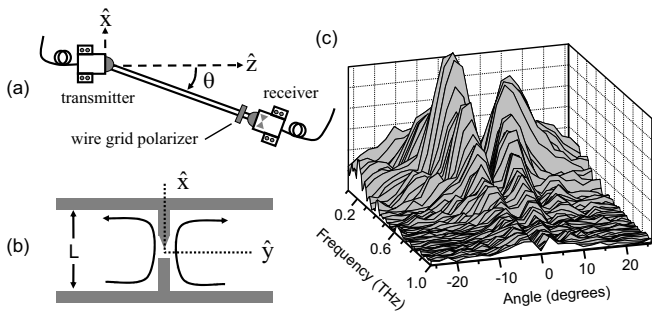 (a)
x̂
ẑ
θ
transmitter
receiver
wire grid polarizer
(b)
x̂
L
ŷ
(c)
0.2
0.6
1.0
Frequency (THz)
-20
-10
0
10
20
Angle (degrees)